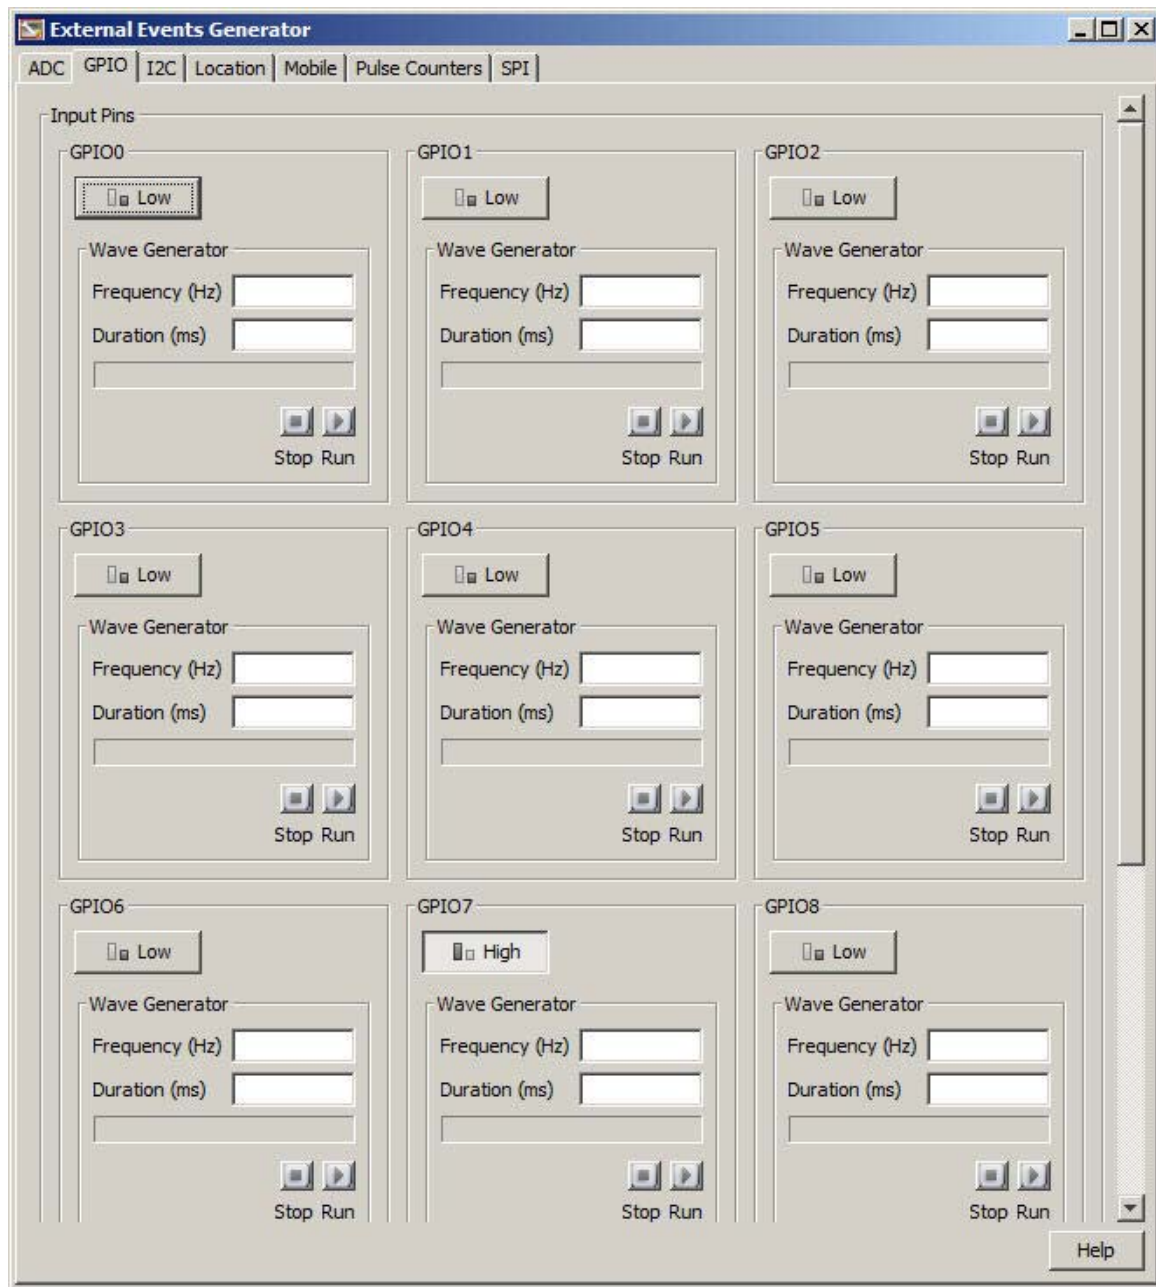 External Events Generator
ADC GPIO I2C Location Mobile Pulse Counters SPI
Input Pins
GPIO0 GPIO1 GPIO2
Low Low Low
Wave Generator Wave Generator Wave Generator
Frequency (Hz) Frequency (Hz) Frequency (Hz)
Duration (ms) Duration (ms) Duration (ms)
Stop Run Stop Run Stop Run
GPIO3 GPIO4 GPIO5
Low Low Low
Wave Generator Wave Generator Wave Generator
Frequency (Hz) Frequency (Hz) Frequency (Hz)
Duration (ms) Duration (ms) Duration (ms)
Stop Run Stop Run Stop Run
GPIO6 GPIO7 GPIO8
Low High Low
Wave Generator Wave Generator Wave Generator
Frequency (Hz) Frequency (Hz) Frequency (Hz)
Duration (ms) Duration (ms) Duration (ms)
Stop Run Stop Run Stop Run
Help